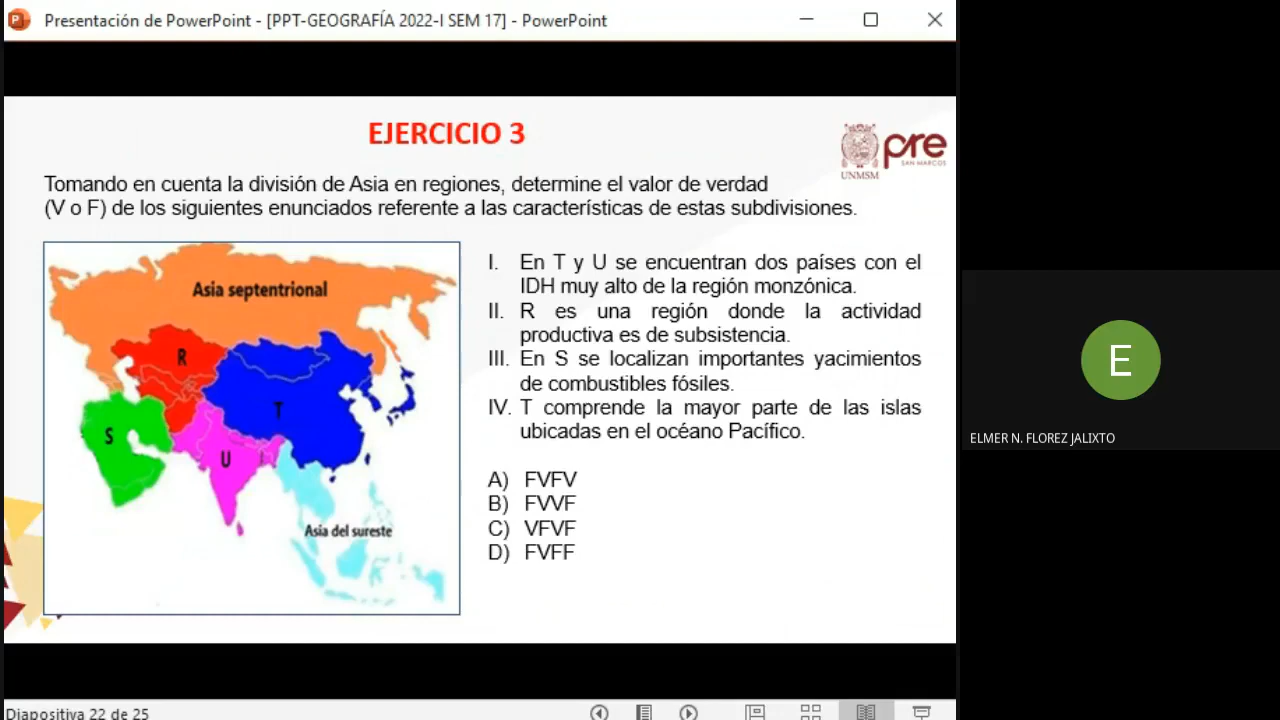 Presentación de PowerPoint - [PPT-GEOGRAFÍA 2022-I SEM 17] - PowerPoint
EJERCICIO 3
pre
SAN MARCOS
UNMSM
Tomando en cuenta la división de Asia en regiones, determine el valor de verdad
(V o F) de los siguientes enunciados referente a las características de estas subdivisiones.
Asia septentrional
R
T
S
U
Asia del sureste
I. En T y U se encuentran dos países con el
IDH muy alto de la región monzónica.
II. R es una región donde la actividad
productiva es de subsistencia.
III. En S se localizan importantes yacimientos
de combustibles fósiles.
IV. T comprende la mayor parte de las islas
ubicadas en el océano Pacífico.
A) FVFV
B) FVVF
C) VFVF
D) FVFF
E
ELMER N. FLOREZ JALIXTO
Diapositiva 22 de 25